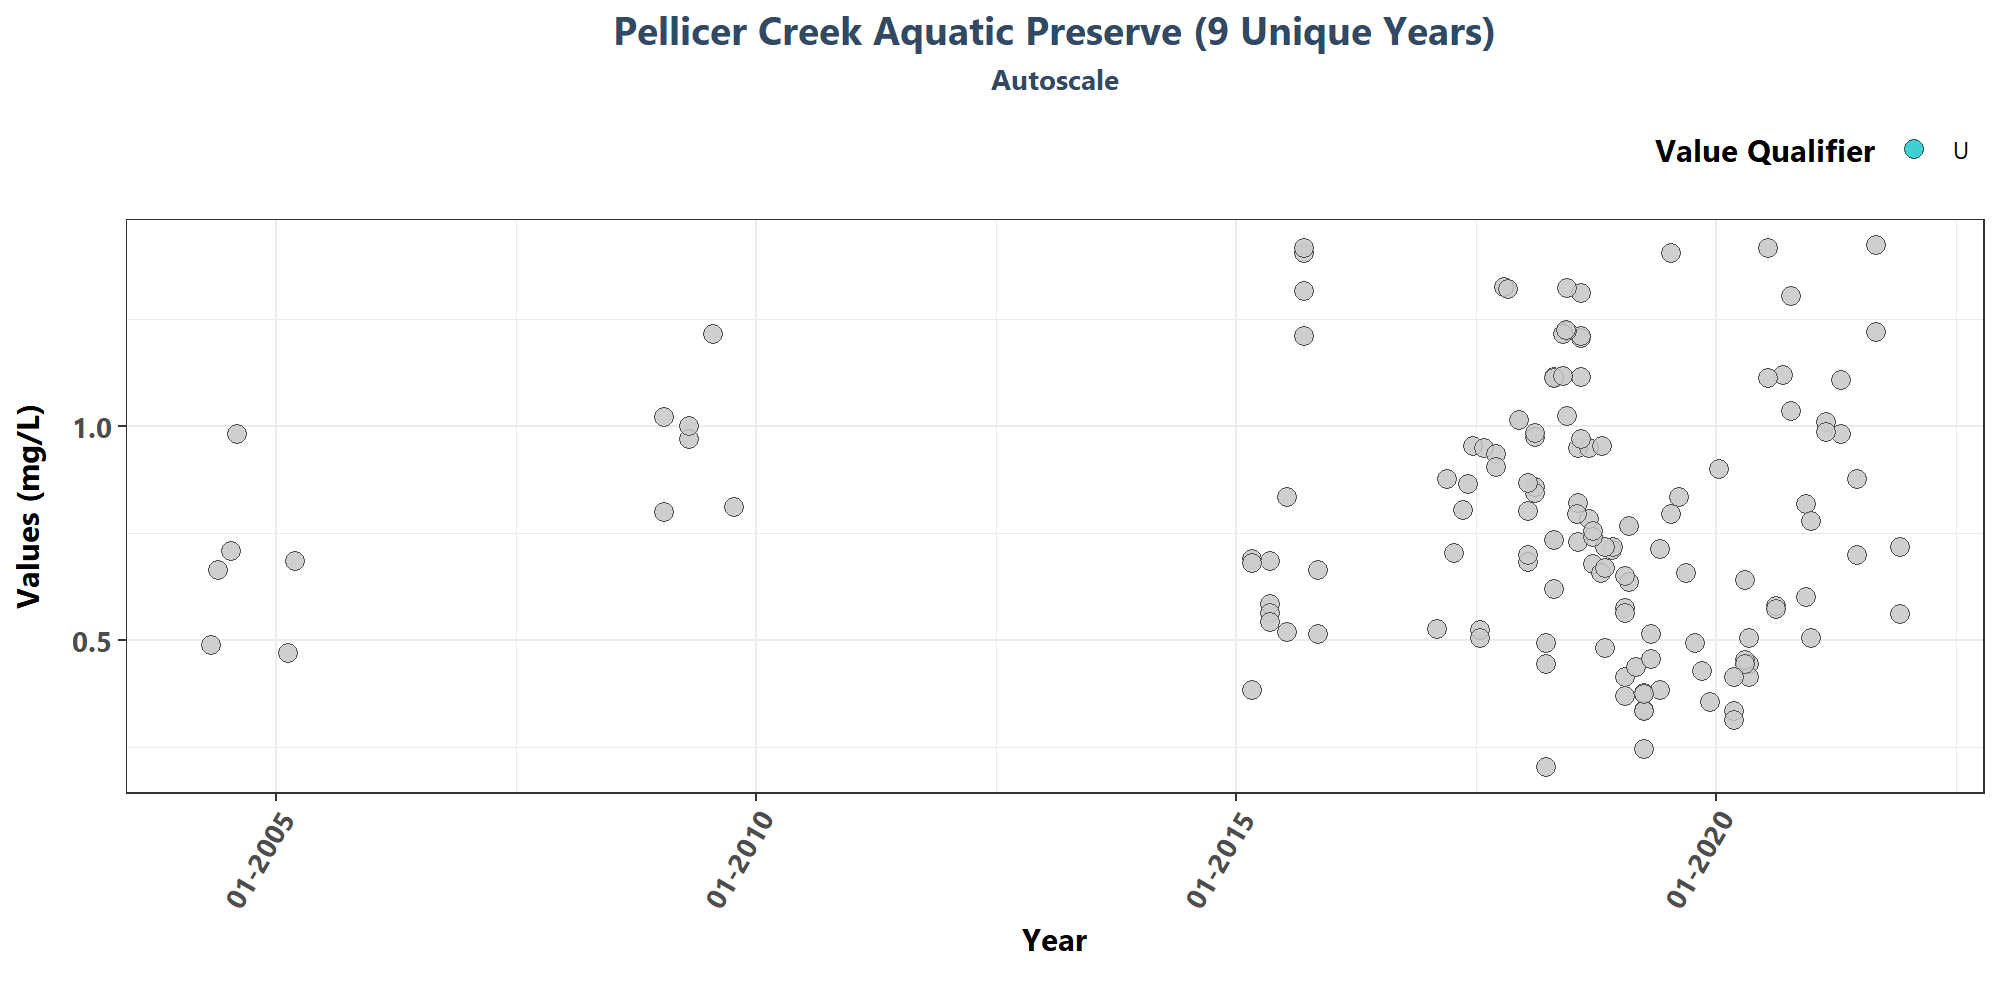 Pellicer Creek Aquatic Preserve (9 Unique Years)
Autoscale
Value Qualifier U
Values (mg/L)
1.0
0.5
01-2005 01-2010 01-2015 01-2020
Year